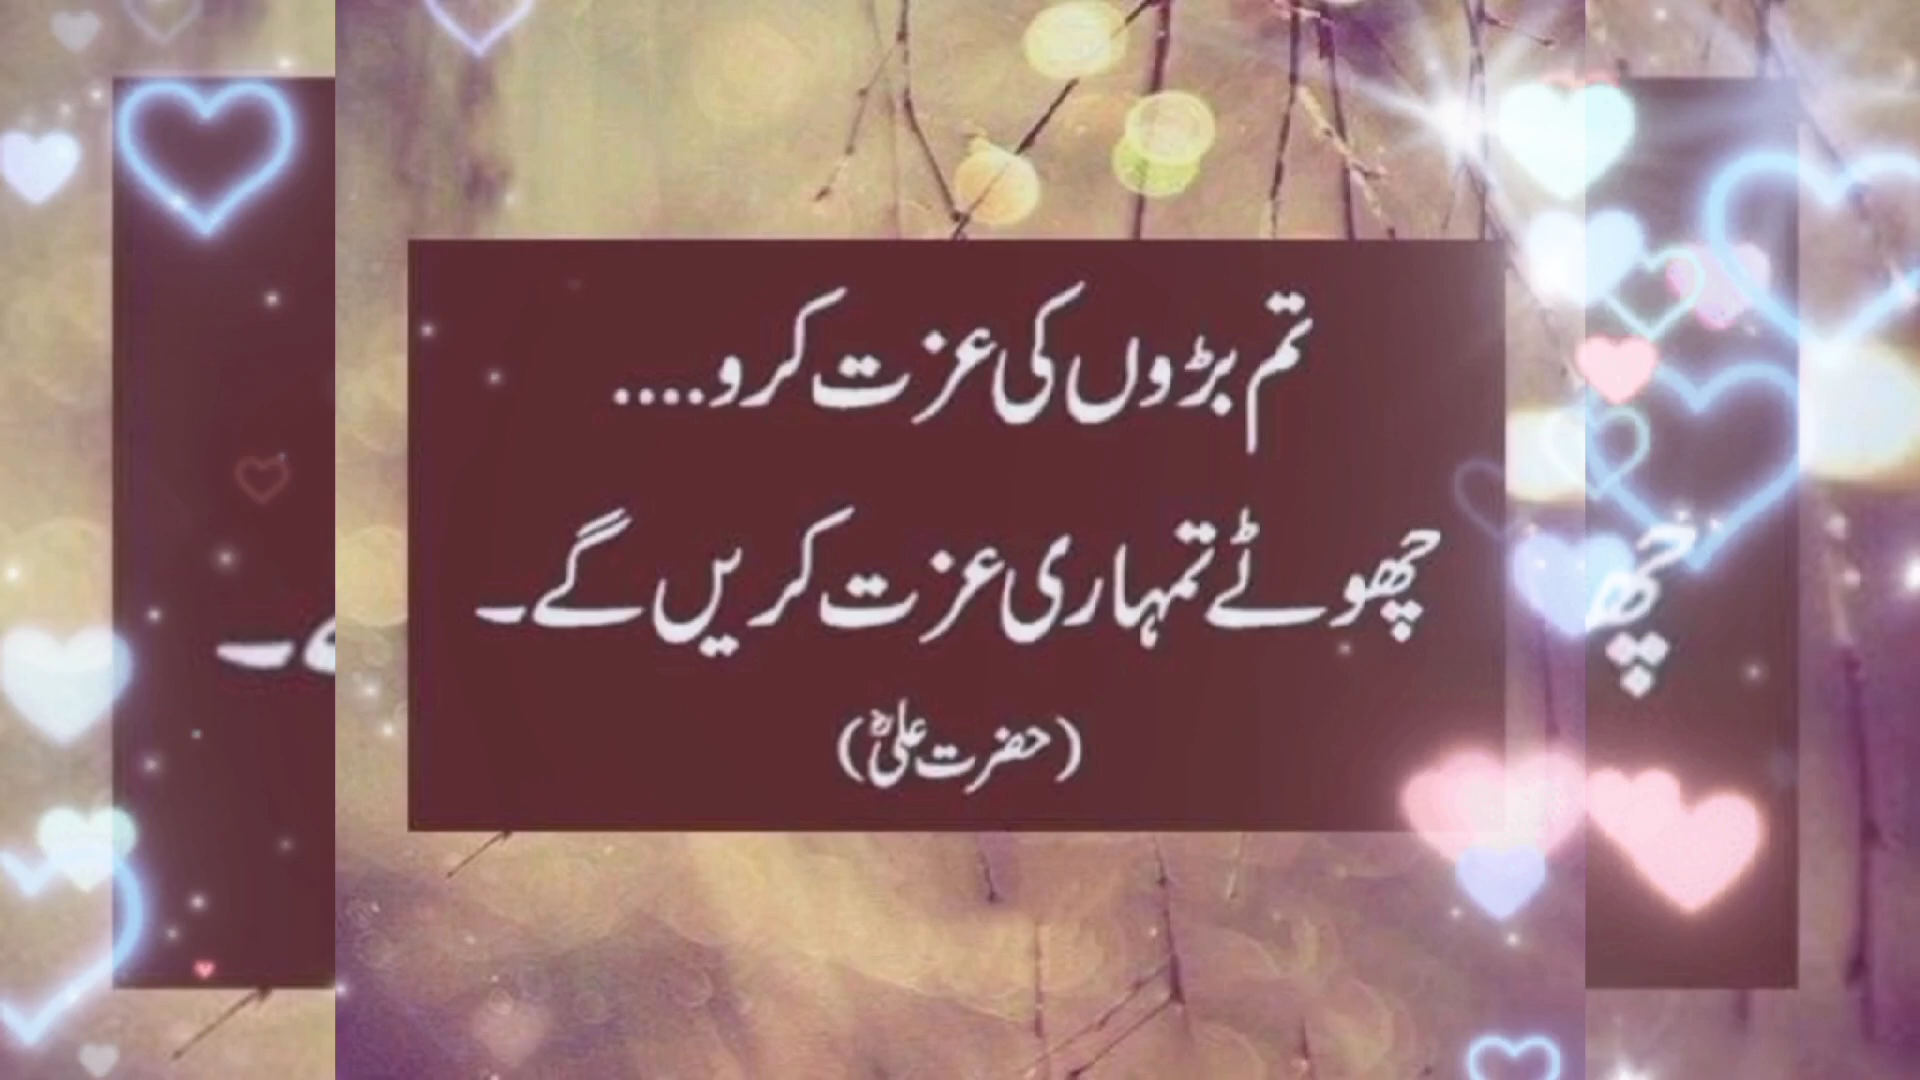 تم بڑوں کی عزت کرو....
چھوٹے تمہاری عزت کریں گے۔
(حضرت علیؓ)